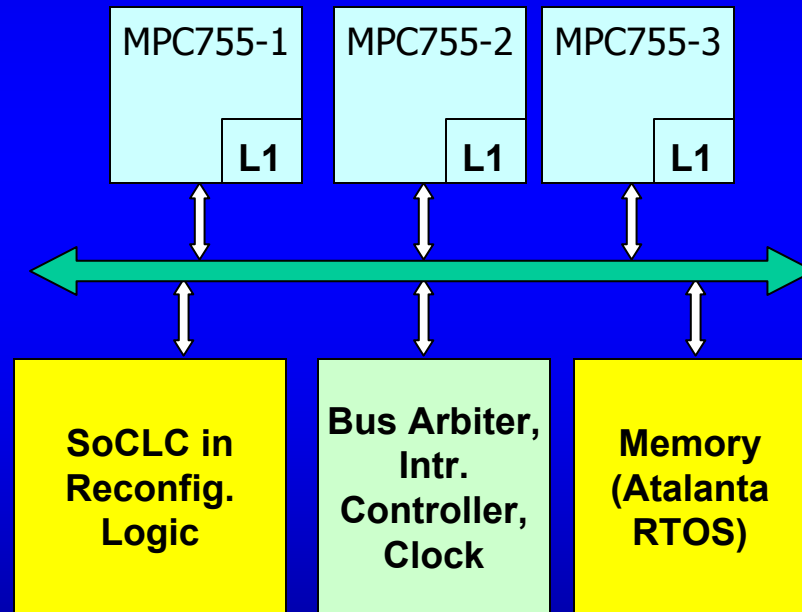 MPC755-1
L1
MPC755-2
L1
MPC755-3
L1
SoCLC in
Reconfig.
Logic
Bus Arbiter,
Intr.
Controller,
Clock
Memory
(Atalanta
RTOS)